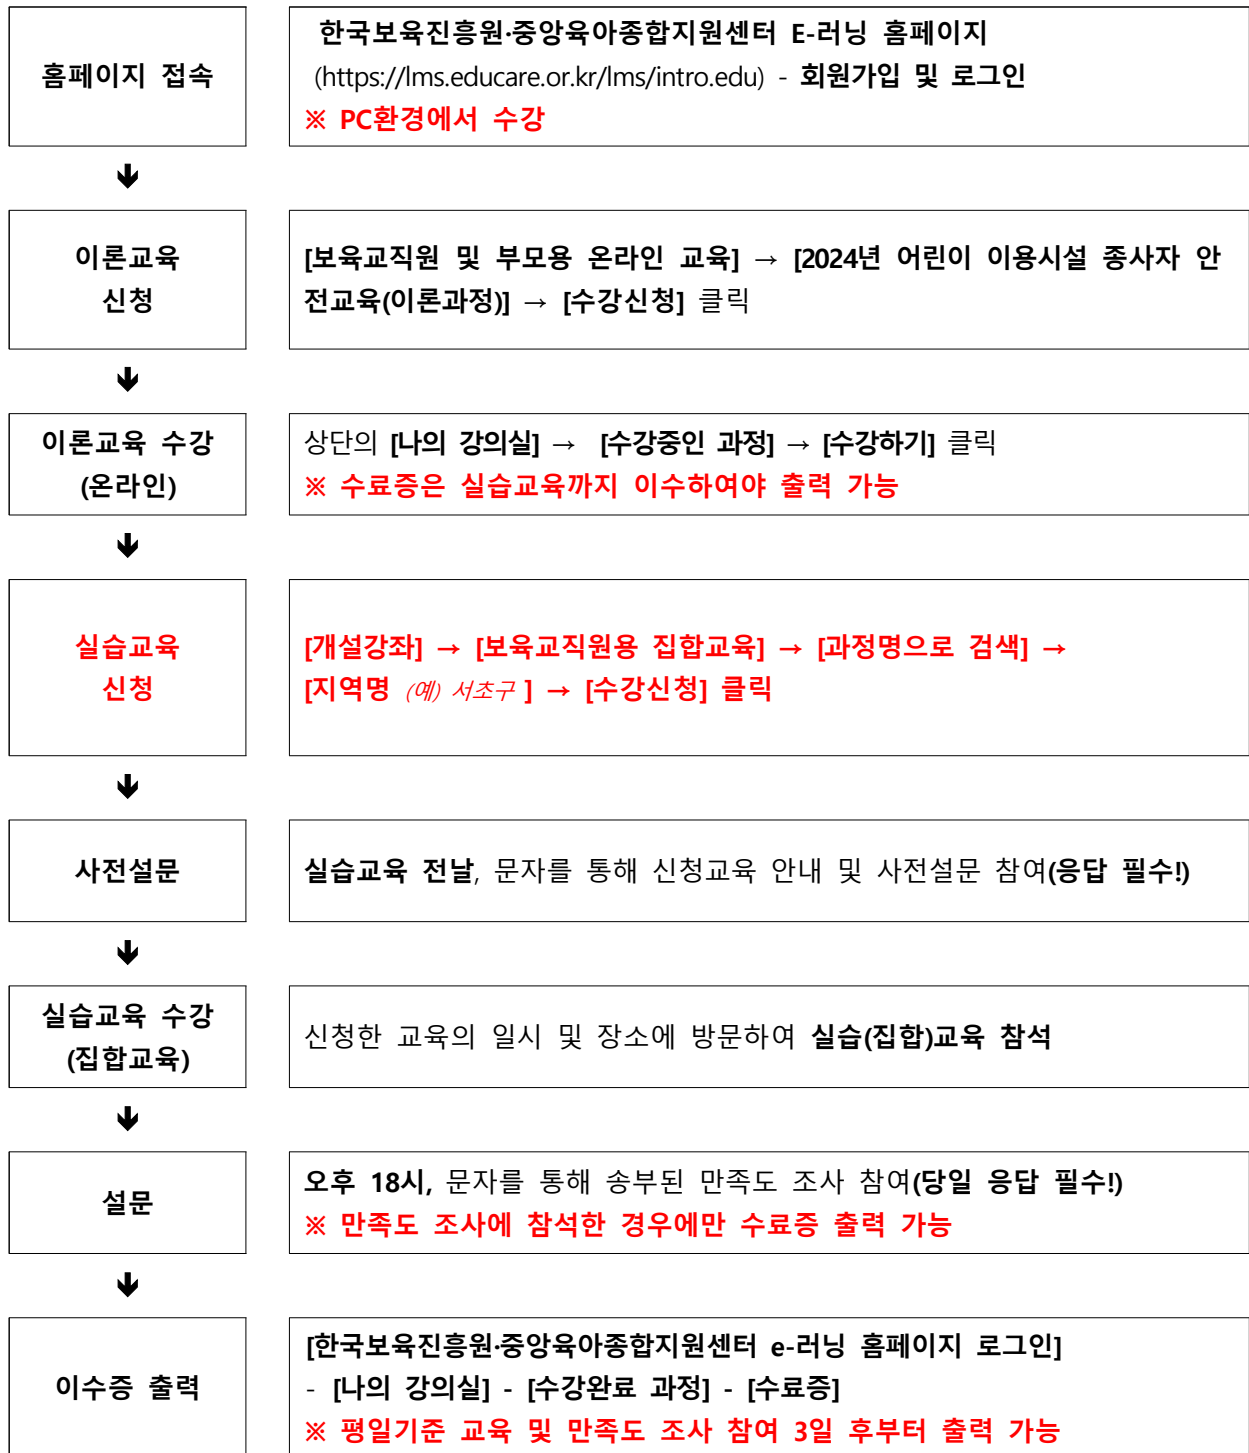 홈페이지 접속
한국보육진흥원·중앙육아종합지원센터 E-러닝 홈페이지
(https://lms.educare.or.kr/lms/intro.edu) - 회원가입 및 로그인
※ PC환경에서 수강
이론교육
신청
[보육교직원 및 부모용 온라인 교육] → [2024년 어린이 이용시설 종사자 안
전교육(이론과정)] → [수강신청] 클릭
이론교육 수강
(온라인)
상단의 [나의 강의실] → [수강중인 과정] → [수강하기] 클릭
※ 수료증은 실습교육까지 이수하여야 출력 가능
실습교육
신청
[개설강좌] → [보육교직원용 집합교육] → [과정명으로 검색] →
[지역명 (예) 서초구 ] → [수강신청] 클릭
사전설문
실습교육 전날, 문자를 통해 신청교육 안내 및 사전설문 참여(응답 필수!)
실습교육 수강
(집합교육)
신청한 교육의 일시 및 장소에 방문하여 실습(집합)교육 참석
설문
오후 18시, 문자를 통해 송부된 만족도 조사 참여(당일 응답 필수!)
※ 만족도 조사에 참석한 경우에만 수료증 출력 가능
이수증 출력
[한국보육진흥원·중앙육아종합지원센터 e-러닝 홈페이지 로그인]
- [나의 강의실] - [수강완료 과정] - [수료증]
※ 평일기준 교육 및 만족도 조사 참여 3일 후부터 출력 가능